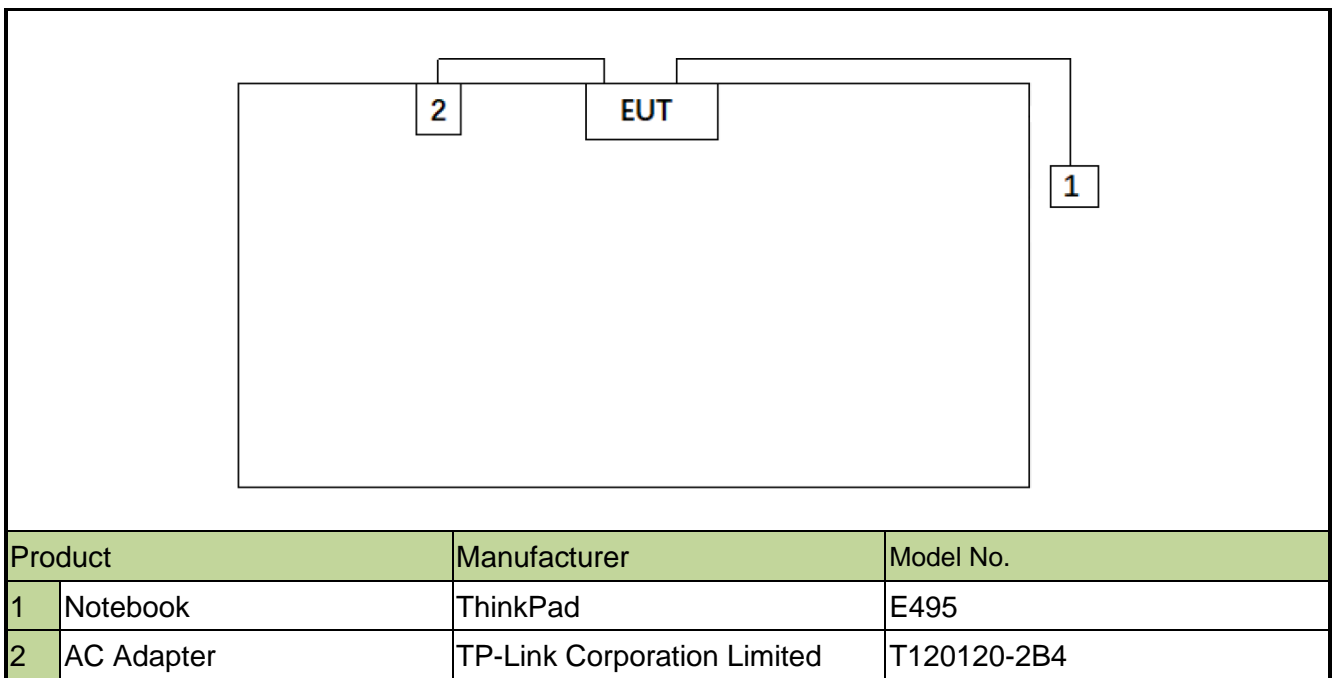 2 EUT
1
Product Manufacturer Model No.
1 Notebook ThinkPad E495
2 AC Adapter TP-Link Corporation Limited T120120-2B4